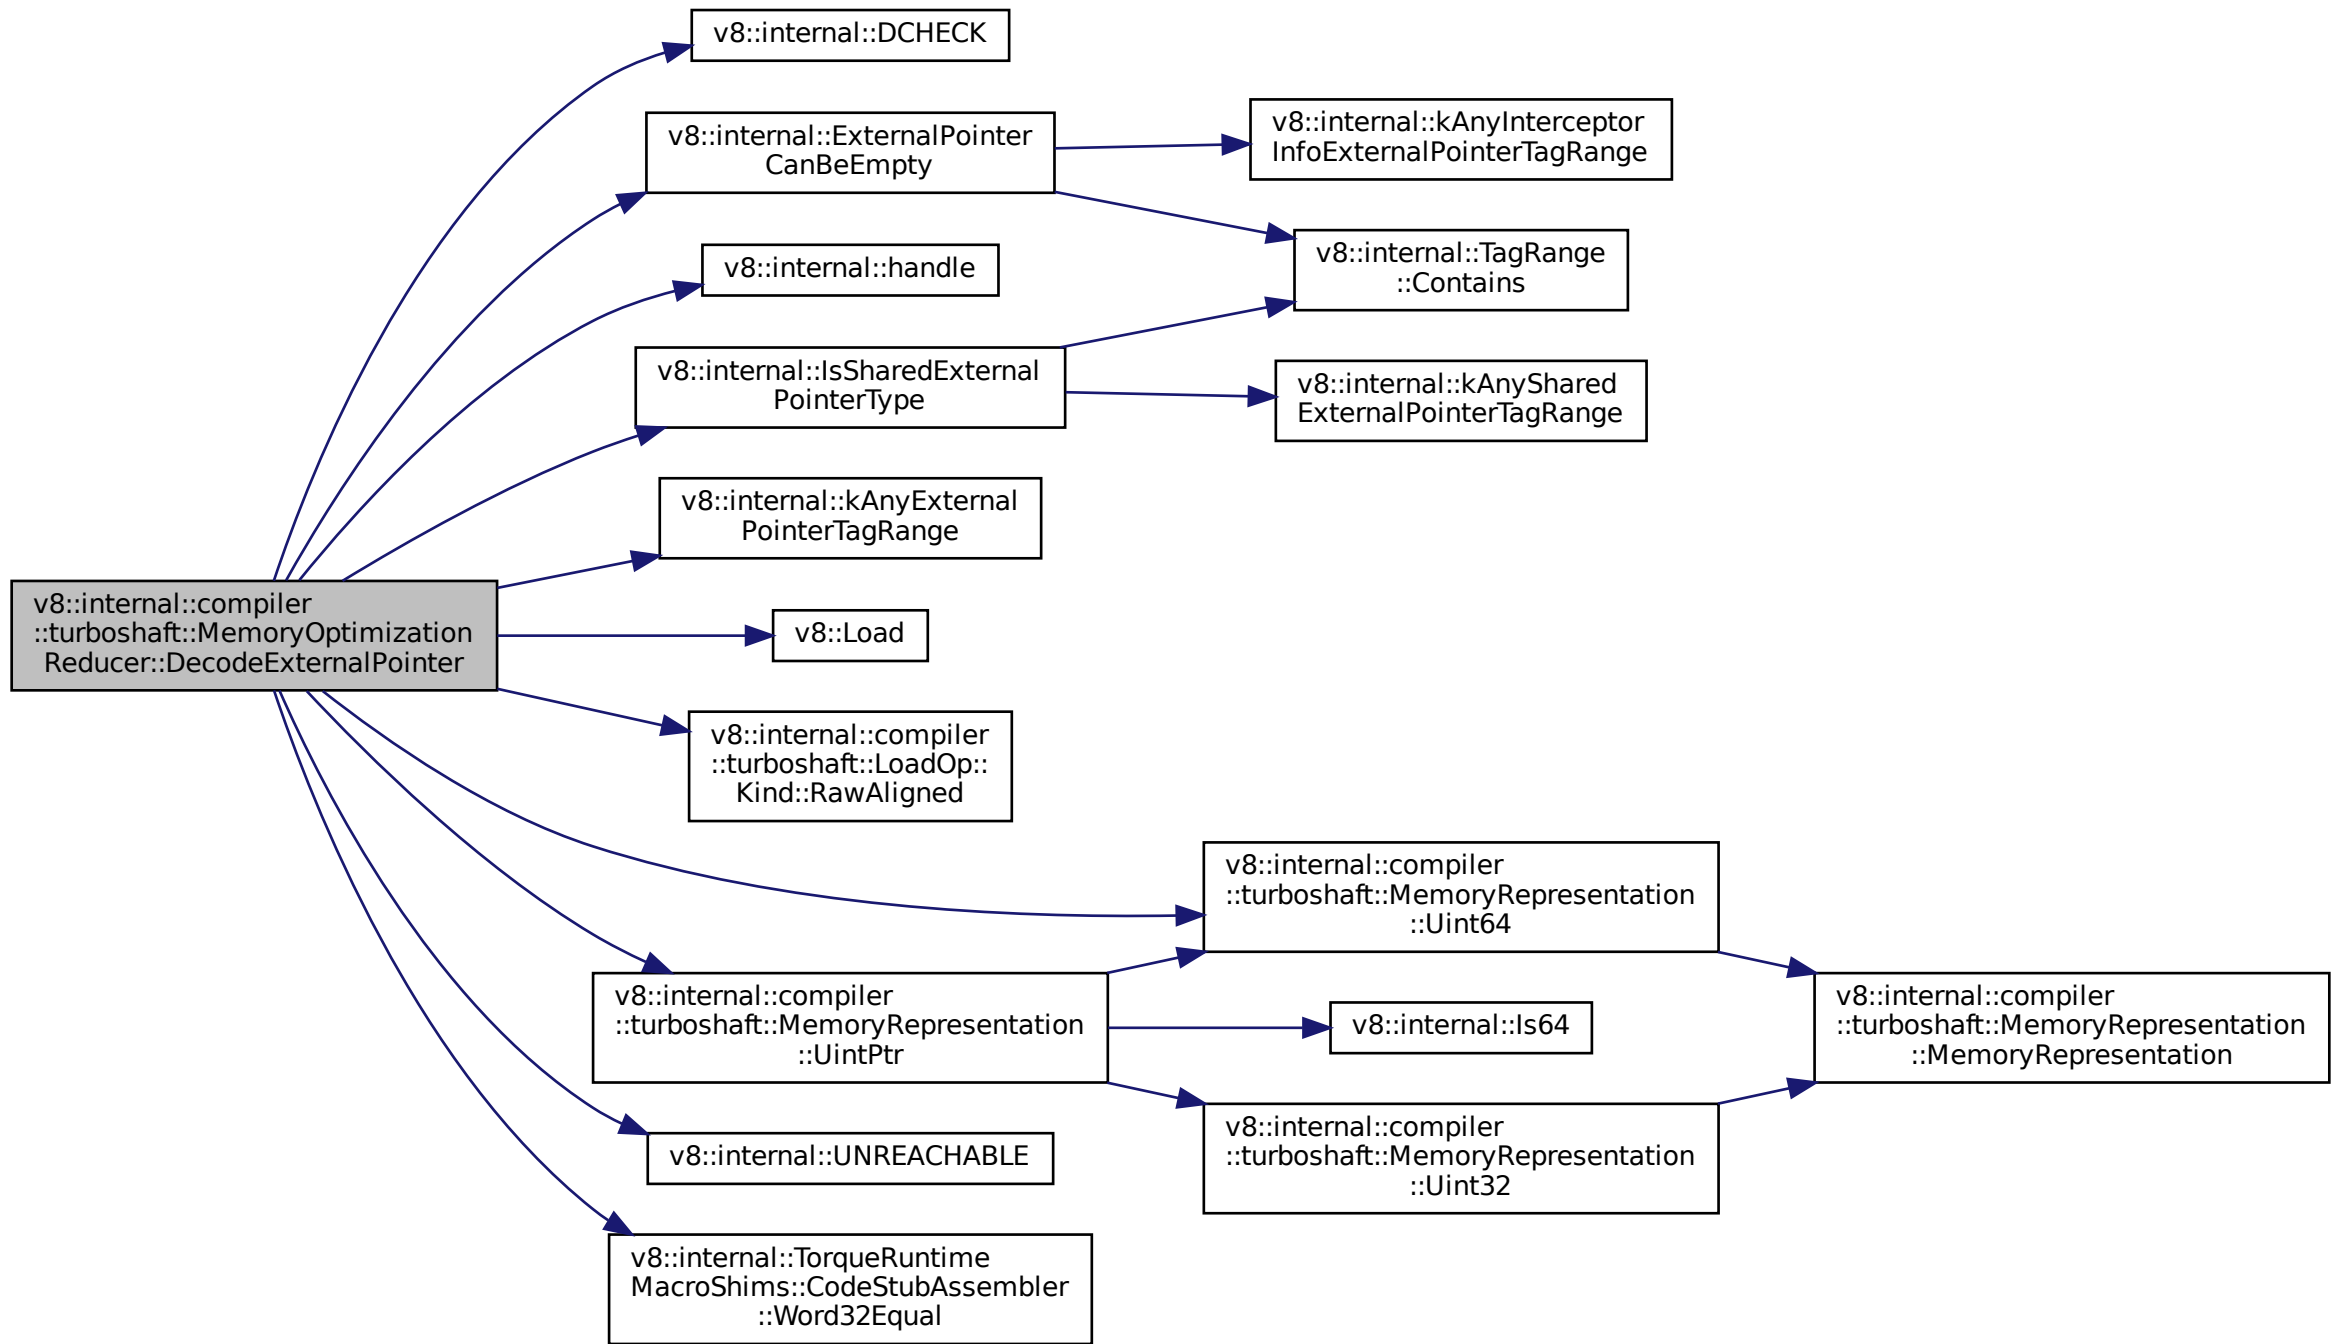 v8::internal::DCHECK
v8::internal::ExternalPointer
CanBeEmpty
v8::internal::kAnyInterceptor
InfoExternalPointerTagRange
v8::internal::handle
v8::internal::TagRange
::Contains
v8::internal::IsSharedExternal
PointerType
v8::internal::kAnyShared
ExternalPointerTagRange
v8::internal::kAnyExternal
PointerTagRange
v8::internal::compiler
::turboshaft::MemoryOptimization
Reducer::DecodeExternalPointer
v8::Load
v8::internal::compiler
::turboshaft::LoadOp::
Kind::RawAligned
v8::internal::compiler
::turboshaft::MemoryRepresentation
::Uint64
v8::internal::compiler
::turboshaft::MemoryRepresentation
::UintPtr
v8::internal::Is64
v8::internal::compiler
::turboshaft::MemoryRepresentation
::MemoryRepresentation
v8::internal::compiler
::turboshaft::MemoryRepresentation
::Uint32
v8::internal::UNREACHABLE
v8::internal::TorqueRuntime
MacroShims::CodeStubAssembler
::Word32Equal